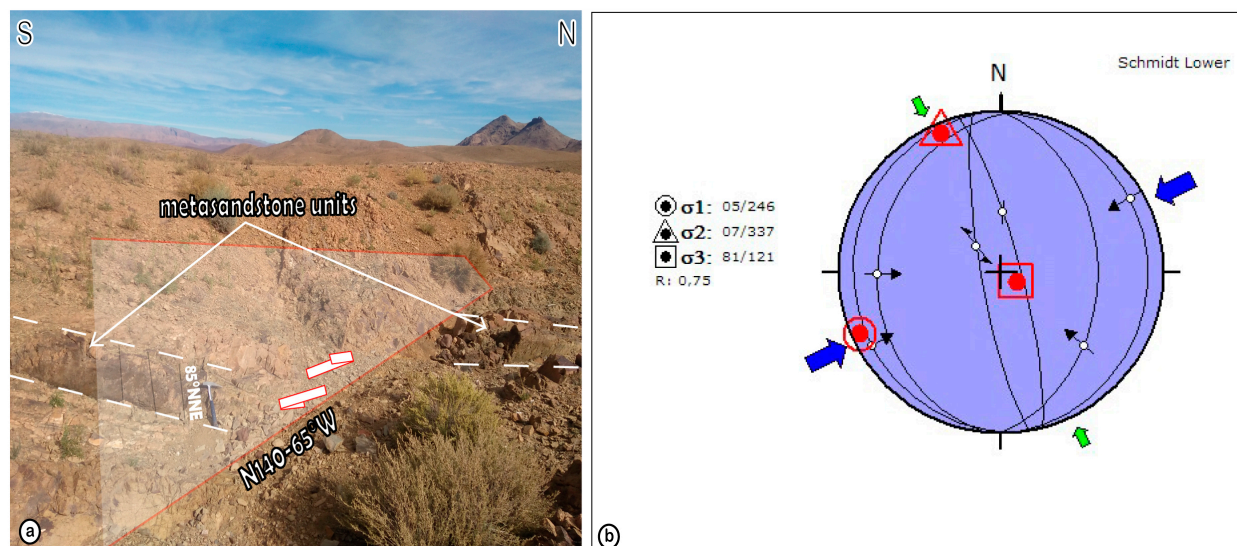 S
N
metasandstone units
85°NNE
N140-65°W
a
N
Schmidt Lower
σ1: 05/246
σ2: 07/337
σ3: 81/121
R: 0,75
b